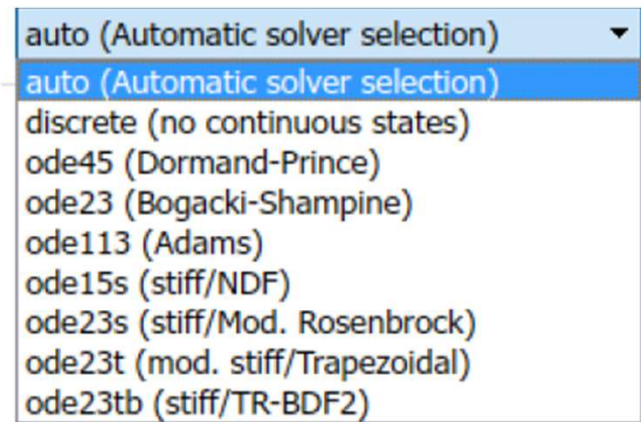 auto (Automatic solver selection)
auto (Automatic solver selection)
discrete (no continuous states)
ode45 (Dormand-Prince)
ode23 (Bogacki-Shampine)
ode113 (Adams)
ode15s (stiff/NDF)
ode23s (stiff/Mod. Rosenbrock)
ode23t (mod. stiff/Trapezoidal)
ode23tb (stiff/TR-BDF2)